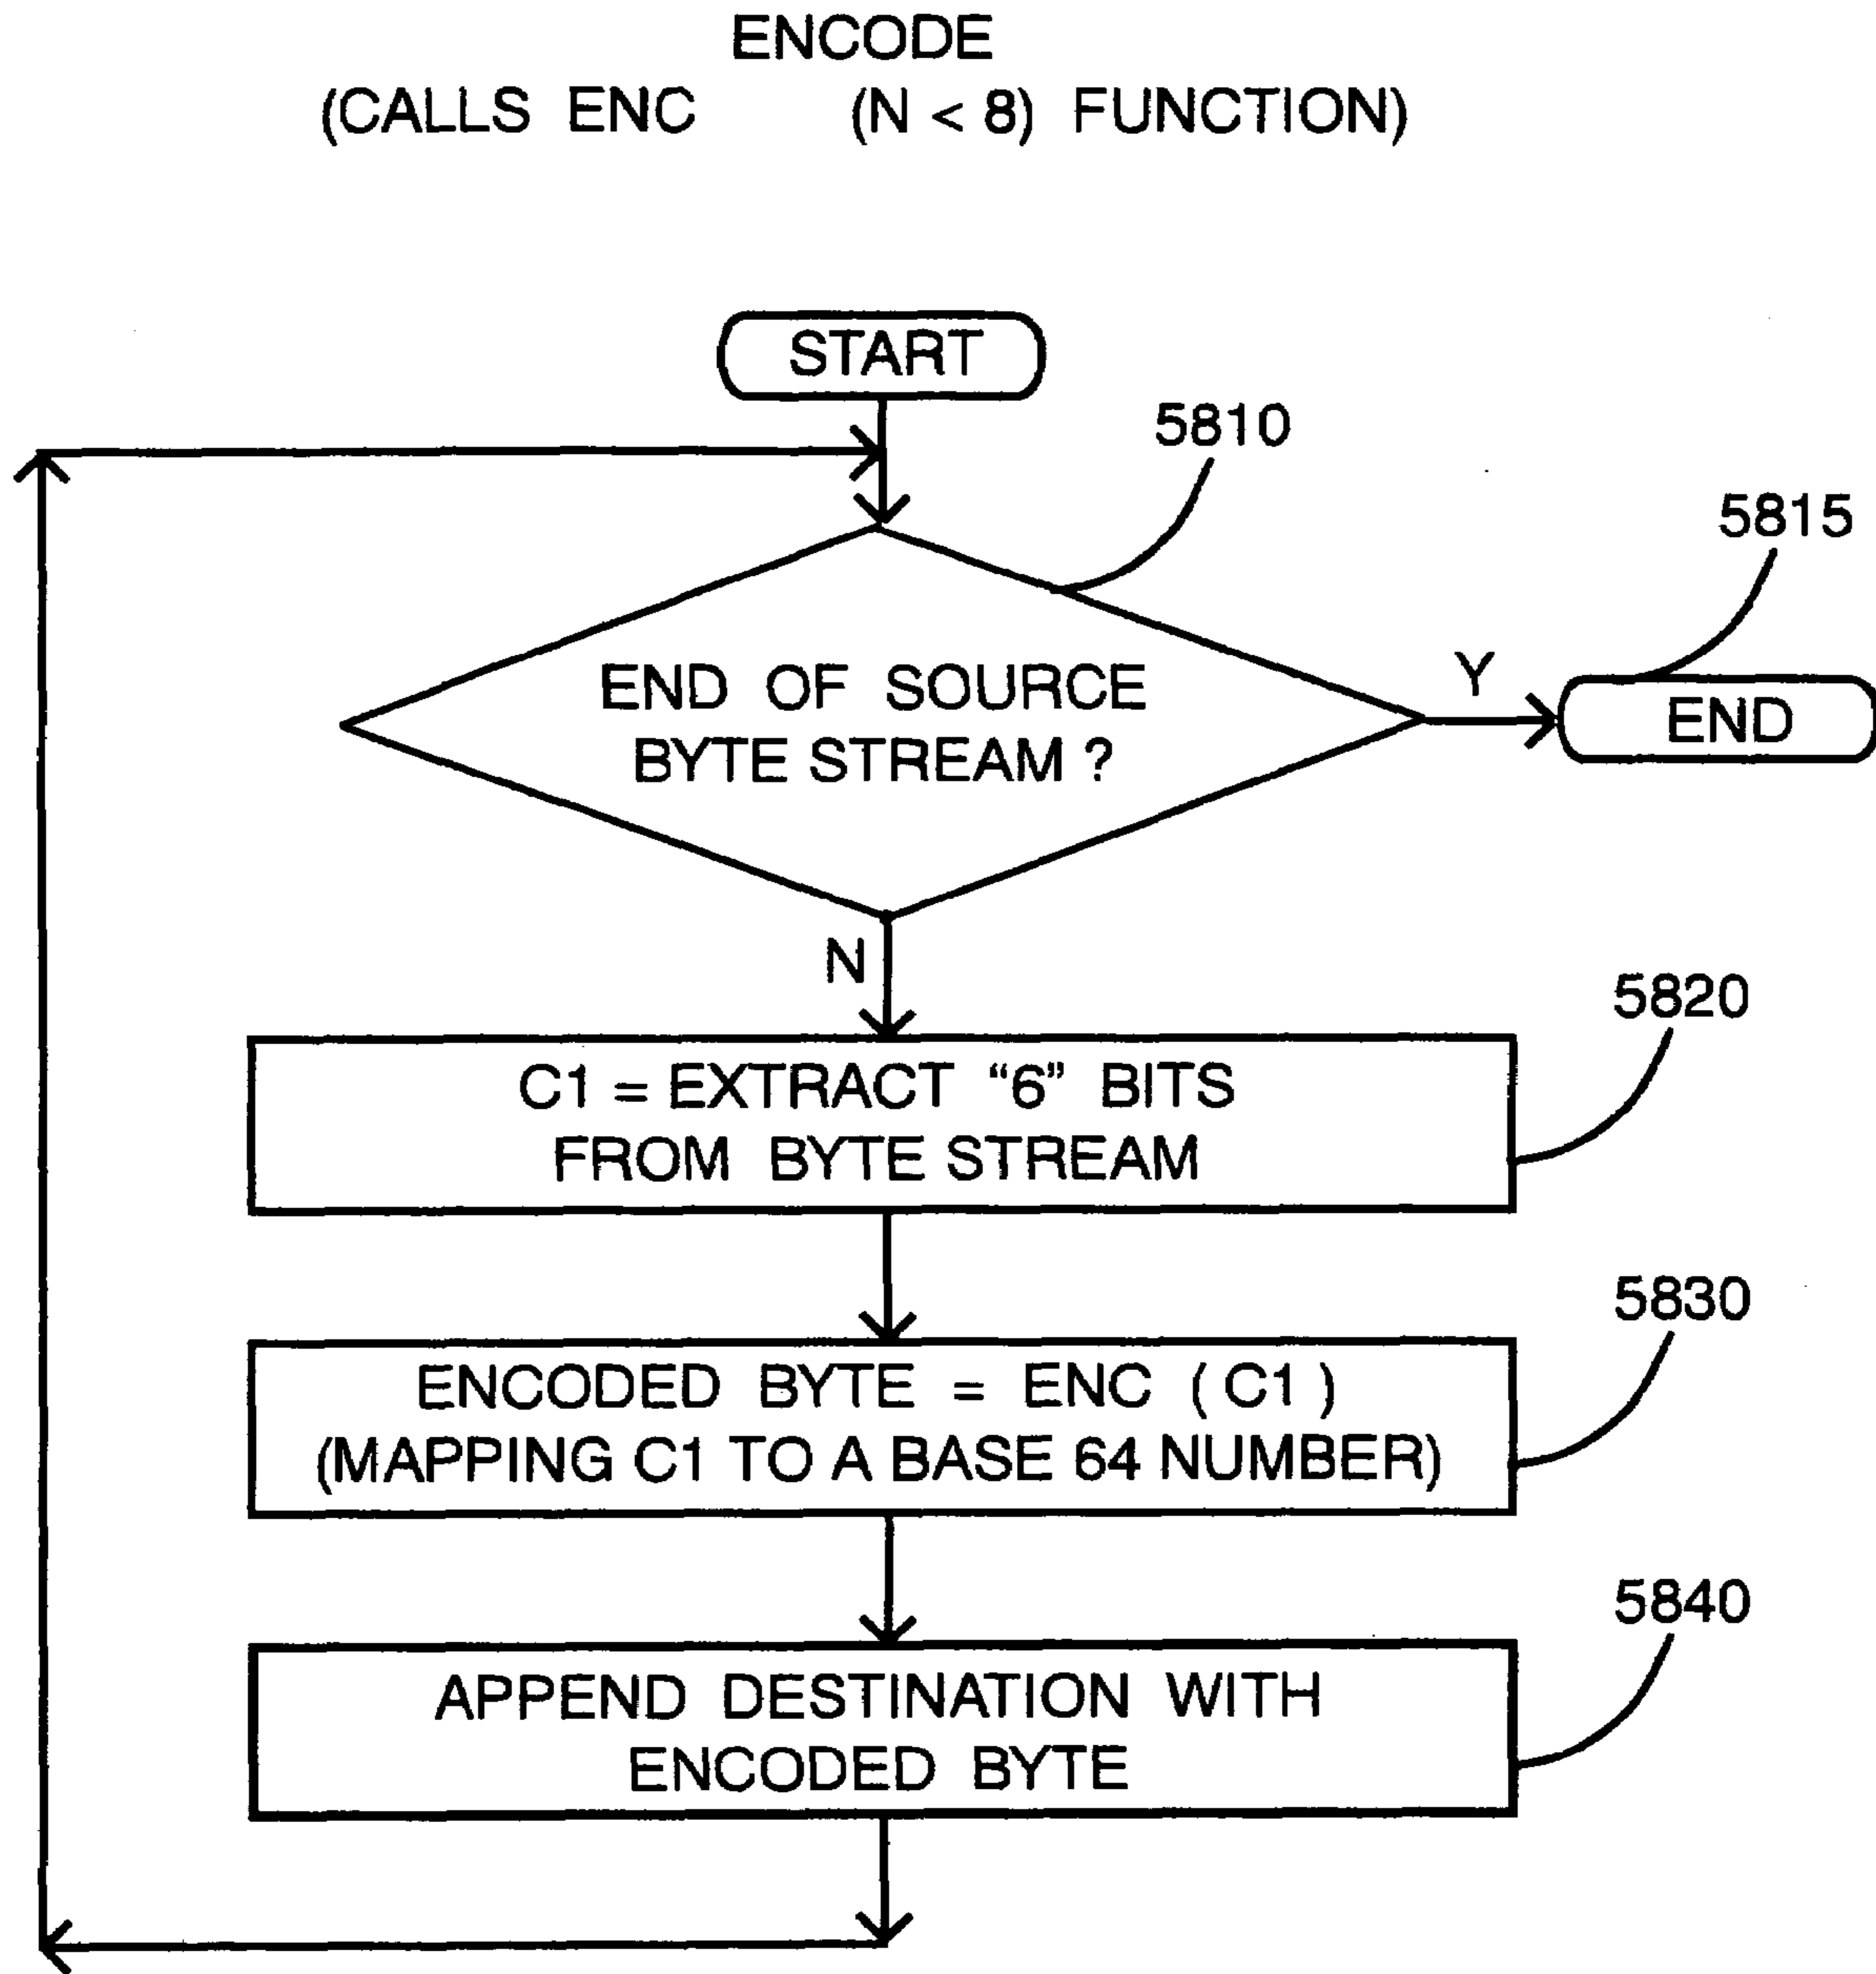 ENCODE
(CALLS ENC (N < 8) FUNCTION)
START
5810
5815
END OF SOURCE
BYTE STREAM ?
Y
END
N
5820
C1 = EXTRACT “6” BITS
FROM BYTE STREAM
5830
ENCODED BYTE = ENC ( C1 )
(MAPPING C1 TO A BASE 64 NUMBER)
5840
APPEND DESTINATION WITH
ENCODED BYTE